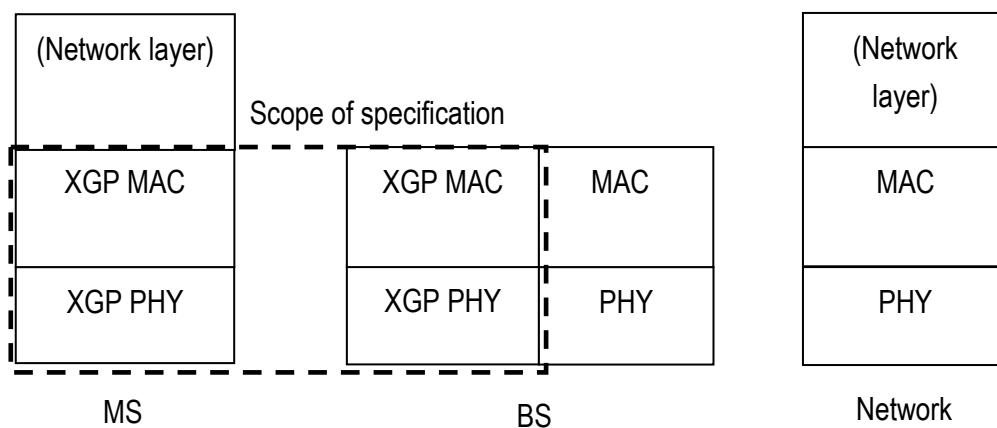 (Network layer)
(Network
layer)
Scope of specification
XGP MAC
XGP MAC
MAC
MAC
XGP PHY
XGP PHY
PHY
PHY
MS
BS
Network